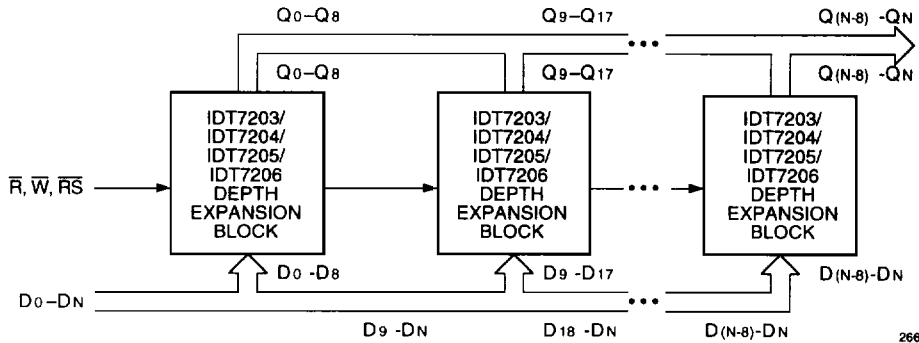 Q0–Q8 Q9–Q17 Q(N-8) -QN
Q0–Q8 Q9–Q17 Q(N-8) -QN
IDT7203/
IDT7204/
IDT7205/
IDT7206
DEPTH
EXPANSION
BLOCK
IDT7203/
IDT7204/
IDT7205/
IDT7206
DEPTH
EXPANSION
BLOCK
IDT7203/
IDT7204/
IDT7205/
IDT7206
DEPTH
EXPANSION
BLOCK
R̅, W̅, R̅S̅
D0 -D8 D9 -D17 D(N-8)-DN
D0–DN
D9 -DN D18 -DN D(N-8)-DN
266